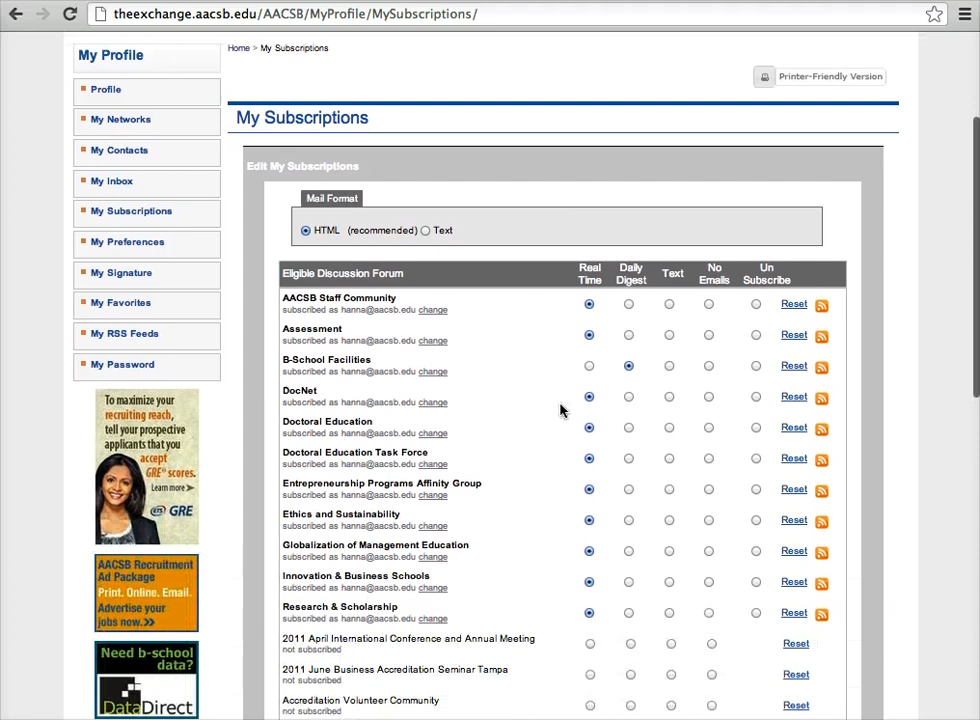 theexchange.aacsb.edu/AACSB/MyProfile/MySubscriptions/
My Profile
Profile
My Networks
My Contacts
My Inbox
My Subscriptions
My Preferences
My Signature
My Favorites
My RSS Feeds
My Password
To maximize your
recruiting reach,
tell your prospective
applicants that you
accept
GRE® scores.
Learn more
ETS GRE
AACSB Recruitment
Ad Package
Print. Online. Email.
Advertise your
jobs now.>>
Need b-school
data?
DataDirect
Home > My Subscriptions
Printer-Friendly Version
My Subscriptions
Edit My Subscriptions
Mail Format
HTML (recommended) Text
Eligible Discussion Forum Real Time Daily Digest Text No Emails Un Subscribe
AACSB Staff Community Reset
subscribed as hanna@aacsb.edu change
Assessment Reset
subscribed as hanna@aacsb.edu change
B-School Facilities Reset
subscribed as hanna@aacsb.edu change
DocNet Reset
subscribed as hanna@aacsb.edu change
Doctoral Education Reset
subscribed as hanna@aacsb.edu change
Doctoral Education Task Force Reset
subscribed as hanna@aacsb.edu change
Entrepreneurship Programs Affinity Group Reset
subscribed as hanna@aacsb.edu change
Ethics and Sustainability Reset
subscribed as hanna@aacsb.edu change
Globalization of Management Education Reset
subscribed as hanna@aacsb.edu change
Innovation & Business Schools Reset
subscribed as hanna@aacsb.edu change
Research & Scholarship Reset
subscribed as hanna@aacsb.edu change
2011 April International Conference and Annual Meeting Reset
not subscribed
2011 June Business Accreditation Seminar Tampa Reset
not subscribed
Accreditation Volunteer Community Reset
not subscribed